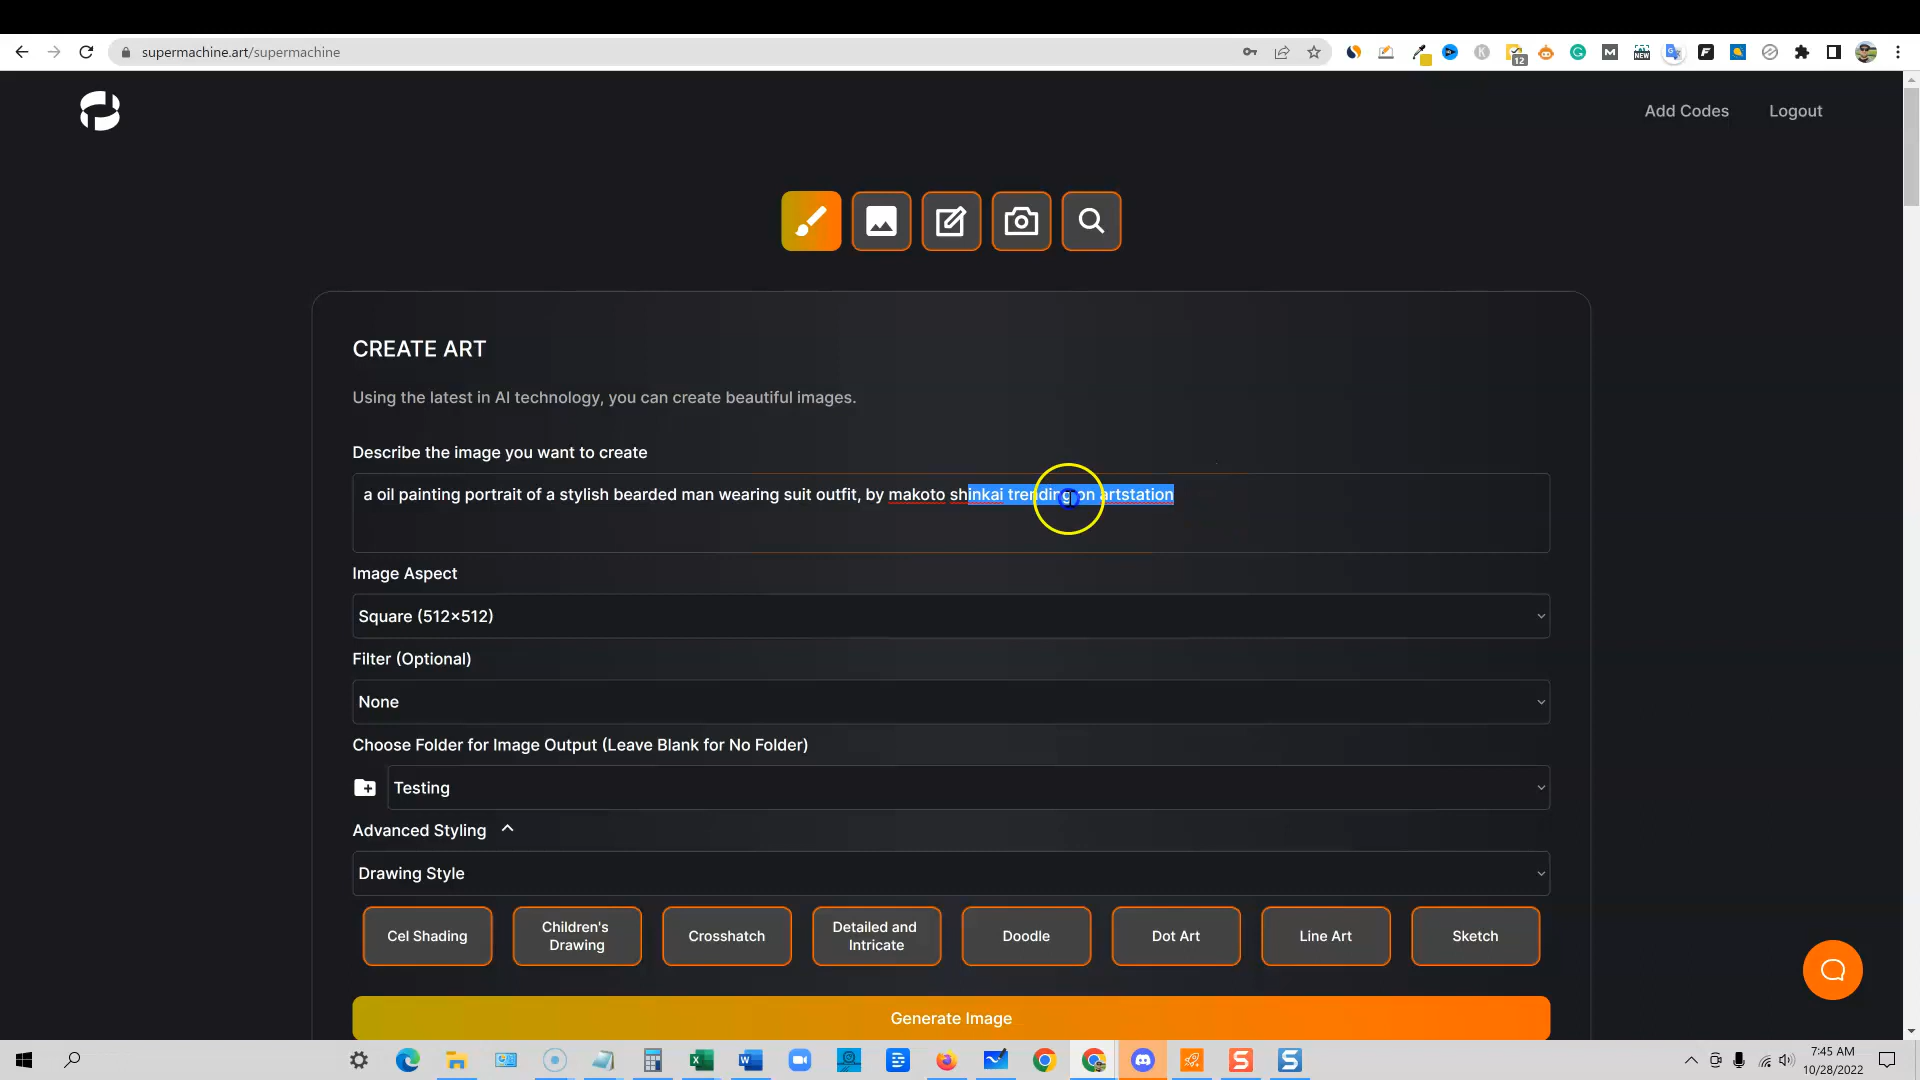 supermachine.art/supermachine
12
NEW
Add Codes
Logout
CREATE ART
Using the latest in AI technology, you can create beautiful images.
Describe the image you want to create
a oil painting portrait of a stylish bearded man wearing suit outfit, by makoto shinkai trending on artstation
Image Aspect
Square (512×512)
Filter (Optional)
None
Choose Folder for Image Output (Leave Blank for No Folder)
Testing
Advanced Styling
Drawing Style
Cel Shading
Children's
Drawing
Crosshatch
Detailed and
Intricate
Doodle
Dot Art
Line Art
Sketch
Generate Image
7:45 AM
10/28/2022